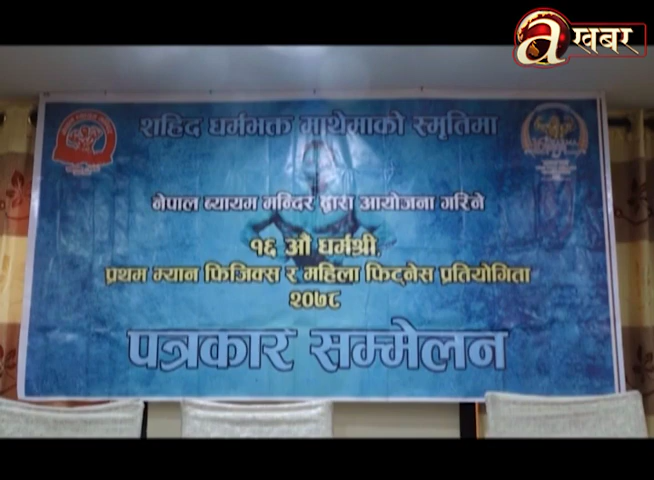 a खबर
शहिद धर्मभक्त माथेमाको स्मृतिमा
नेपाल ब्यायम मन्दिर द्वारा आयोजना गरिने
१६ औं धर्मश्री,
प्रथम म्यान फिजिक्स र महिला फिट्नेस प्रतियोगिता
२०७८
पत्रकार सम्मेलन